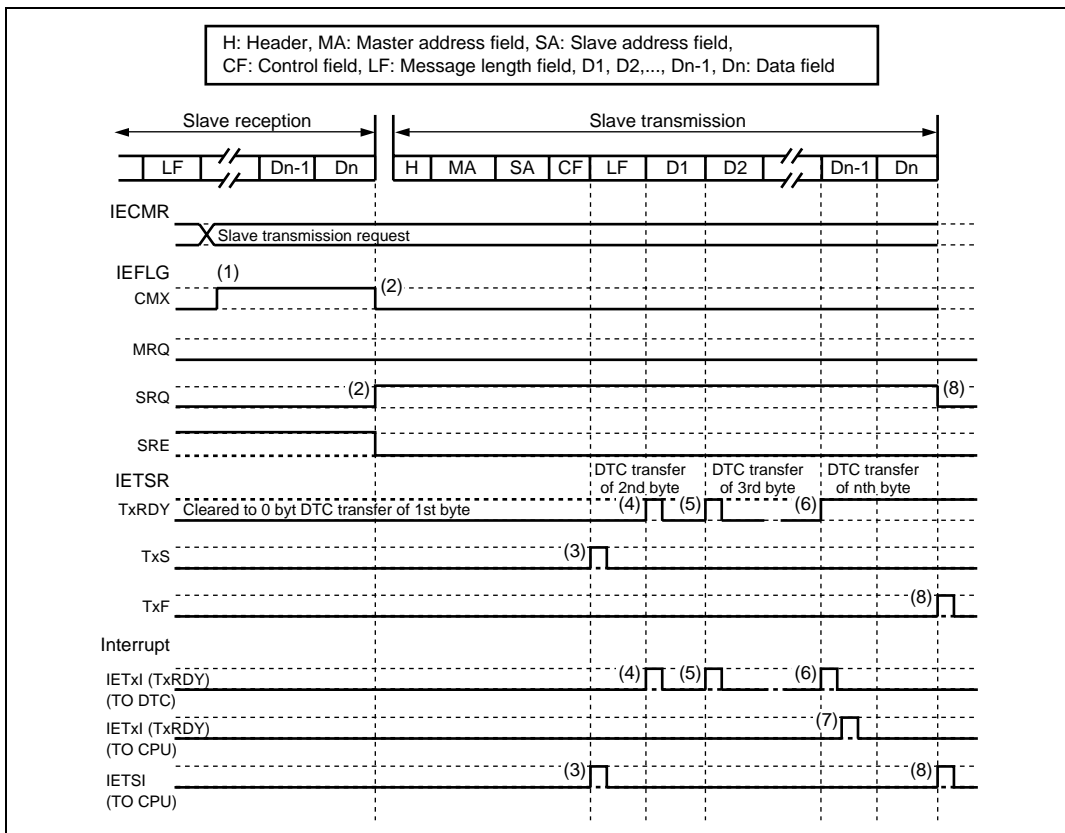 H: Header, MA: Master address field, SA: Slave address field,
CF: Control field, LF: Message length field, D1, D2,..., Dn-1, Dn: Data field
Slave reception
Slave transmission
LF Dn-1 Dn H MA SA CF LF D1 D2 Dn-1 Dn
IECMR
Slave transmission request
IEFLG
(1)
CMX
(2)
MRQ
SRQ
(2)
(8)
SRE
IETSR
DTC transfer of 2nd byte
DTC transfer of 3rd byte
DTC transfer of nth byte
TxRDY
Cleared to 0 byt DTC transfer of 1st byte
(4)
(5)
(6)
TxS
(3)
TxF
(8)
Interrupt
IETxI (TxRDY)
(TO DTC)
(4)
(5)
(6)
IETxI (TxRDY)
(TO CPU)
(7)
IETSI
(TO CPU)
(3)
(8)